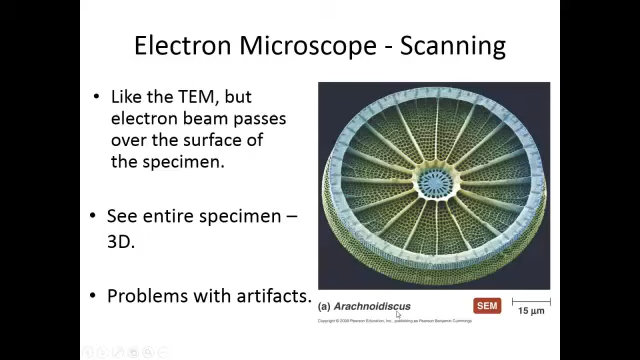 Electron Microscope - Scanning
• Like the TEM, but
electron beam passes
over the surface of
the specimen.
• See entire specimen –
3D.
• Problems with artifacts.
(a) Arachnoidiscus
SEM
15 µm
Copyright © 2009 Pearson Education, Inc., publishing as Pearson Benjamin Cummings.